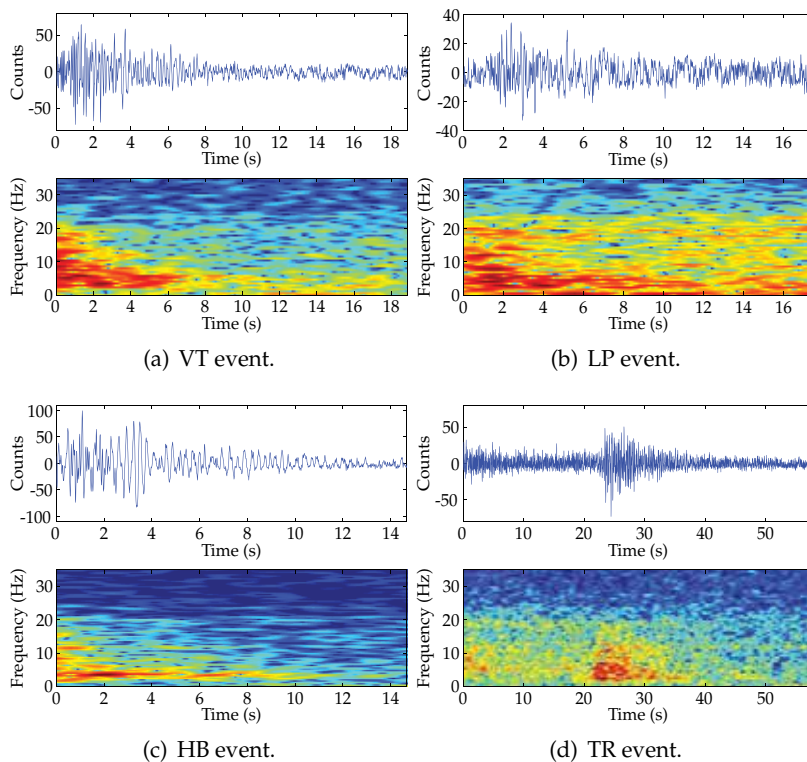 50
0
-50
Counts
0 2 4 6 8 10 12 14 16 18
Time (s)
30
20
10
0
Frequency (Hz)
0 2 4 6 8 10 12 14 16 18
Time (s)
(a) VT event.
40
20
0
-20
-40
Counts
0 2 4 6 8 10 12 14 16
Time (s)
30
20
10
0
Frequency (Hz)
0 2 4 6 8 10 12 14 16
Time (s)
(b) LP event.
100
50
0
-50
-100
Counts
0 2 4 6 8 10 12 14
Time (s)
30
20
10
0
Frequency (Hz)
0 2 4 6 8 10 12 14
Time (s)
(c) HB event.
50
0
-50
Counts
0 10 20 30 40 50
Time (s)
30
20
10
0
Frequency (Hz)
0 10 20 30 40 50
Time (s)
(d) TR event.